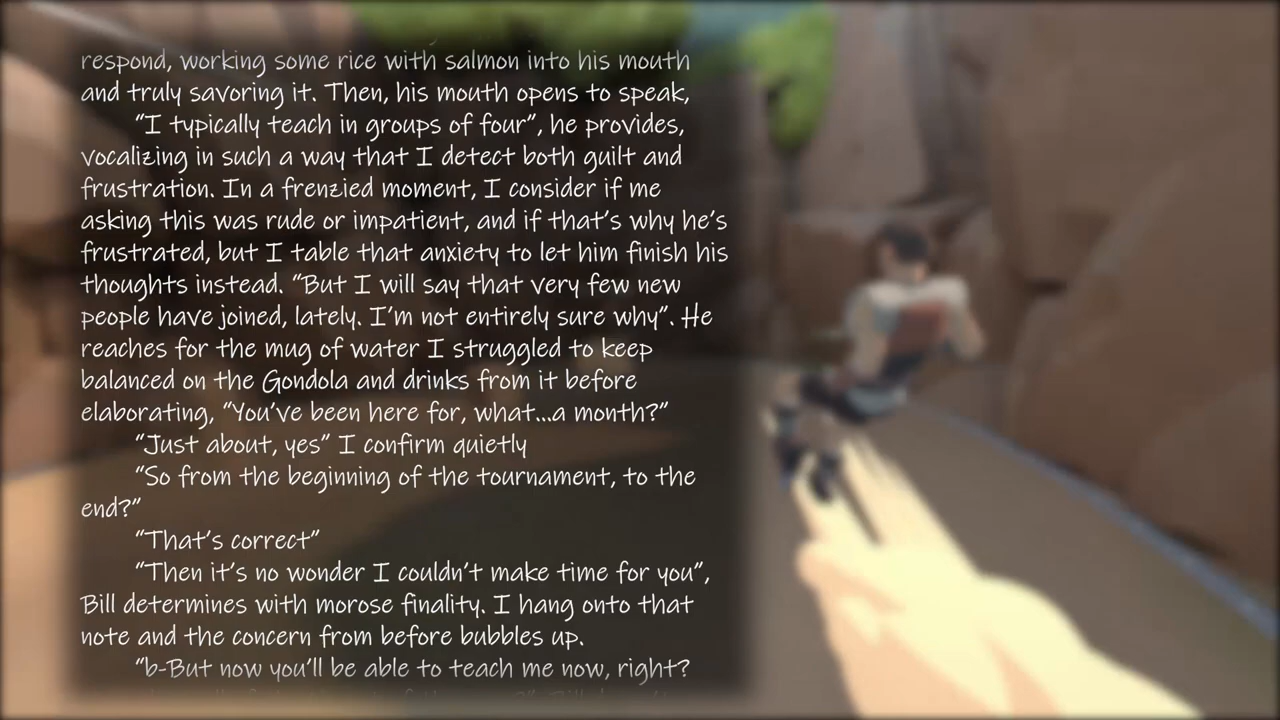 respond, working some rice with salmon into his mouth
and truly savoring it. Then, his mouth opens to speak,
"I typically teach in groups of four", he provides,
vocalizing in such a way that I detect both guilt and
frustration. In a frenzied moment, I consider if me
asking this was rude or impatient, and if that's why he's
frustrated, but I table that anxiety to let him finish his
thoughts instead. "But I will say that very few new
people have joined, lately. I'm not entirely sure why". He
reaches for the mug of water I struggled to keep
balanced on the Gondola and drinks from it before
elaborating, "You've been here for, what...a month?"
"Just about, yes" I confirm quietly
"So from the beginning of the tournament, to the
end?"
"That's correct"
"Then it's no wonder I couldn't make time for you",
Bill determines with morose finality. I hang onto that
note and the concern from before bubbles up.
"b-But now you'll be able to teach me now, right?